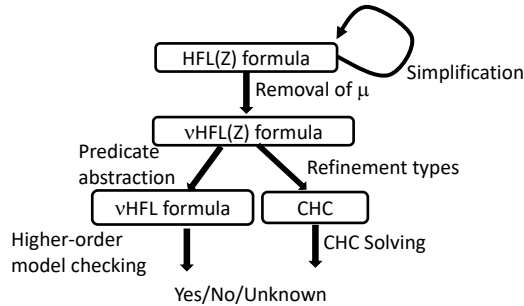 HFL(Z) formula
Simplification
Removal of μ
νHFL(Z) formula
Predicate
abstraction
Refinement types
νHFL formula
CHC
Higher-order
model checking
CHC Solving
Yes/No/Unknown